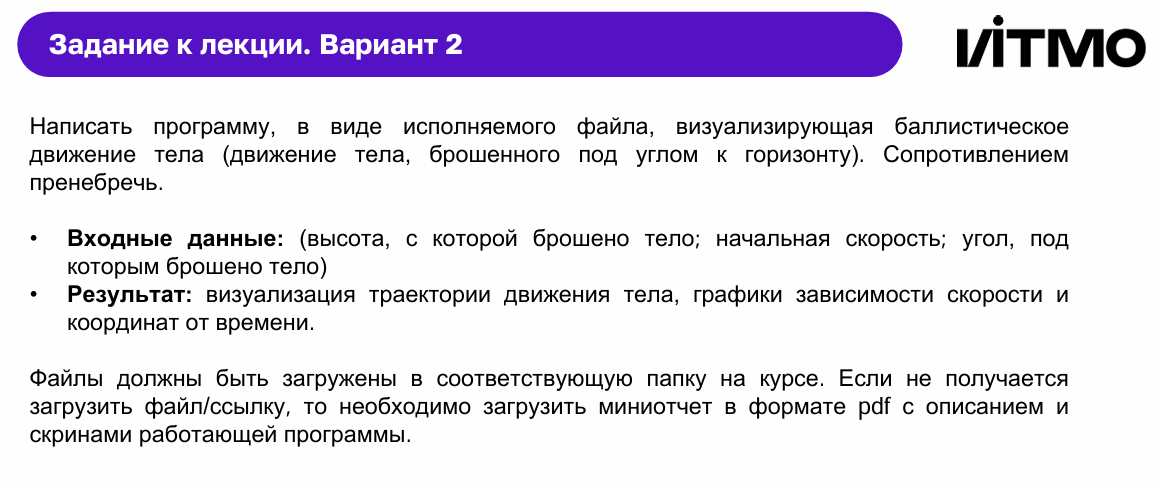 Задание к лекции. Вариант 2
ITMO
Написать программу, в виде исполняемого файла, визуализирующая баллистическое
движение тела (движение тела, брошенного под углом к горизонту). Сопротивлением
пренебречь.
• Входные данные: (высота, с которой брошено тело; начальная скорость; угол, под
которым брошено тело)
• Результат: визуализация траектории движения тела, графики зависимости скорости и
координат от времени.
Файлы должны быть загружены в соответствующую папку на курсе. Если не получается
загрузить файл/ссылку, то необходимо загрузить миниотчет в формате pdf с описанием и
скринами работающей программы.